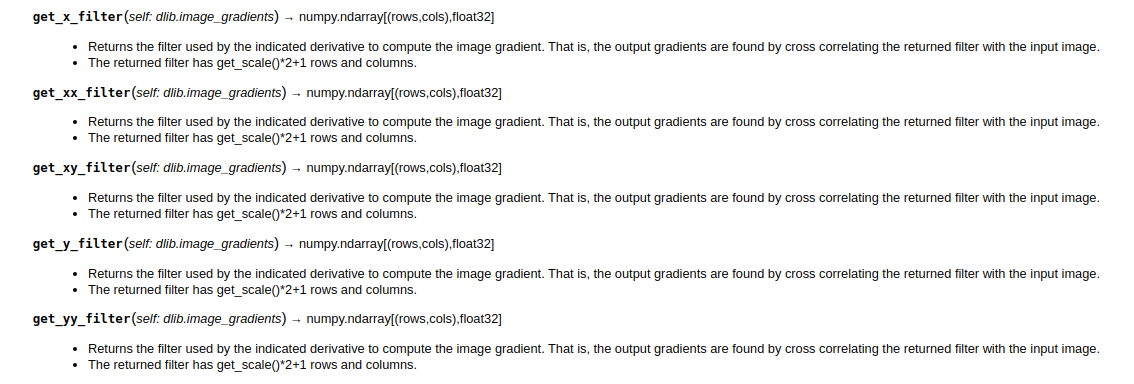 get_x_filter(self: dlib.image_gradients) → numpy.ndarray[(rows,cols),float32]
• Returns the filter used by the indicated derivative to compute the image gradient. That is, the output gradients are found by cross correlating the returned filter with the input image.
• The returned filter has get_scale()*2+1 rows and columns.
get_xx_filter(self: dlib.image_gradients) → numpy.ndarray[(rows,cols),float32]
• Returns the filter used by the indicated derivative to compute the image gradient. That is, the output gradients are found by cross correlating the returned filter with the input image.
• The returned filter has get_scale()*2+1 rows and columns.
get_xy_filter(self: dlib.image_gradients) → numpy.ndarray[(rows,cols),float32]
• Returns the filter used by the indicated derivative to compute the image gradient. That is, the output gradients are found by cross correlating the returned filter with the input image.
• The returned filter has get_scale()*2+1 rows and columns.
get_y_filter(self: dlib.image_gradients) → numpy.ndarray[(rows,cols),float32]
• Returns the filter used by the indicated derivative to compute the image gradient. That is, the output gradients are found by cross correlating the returned filter with the input image.
• The returned filter has get_scale()*2+1 rows and columns.
get_yy_filter(self: dlib.image_gradients) → numpy.ndarray[(rows,cols),float32]
• Returns the filter used by the indicated derivative to compute the image gradient. That is, the output gradients are found by cross correlating the returned filter with the input image.
• The returned filter has get_scale()*2+1 rows and columns.